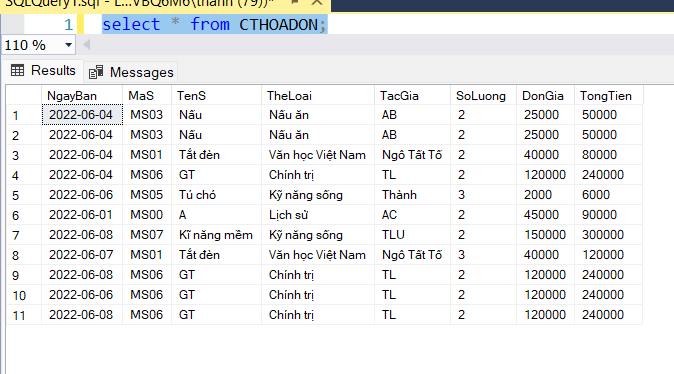 SQLQuery1.sql - L...VBQ6M6\thanh (79))*
1 select * from CTHOADON;
110 %
Results Messages
NgayBan MaS TenS TheLoai TacGia SoLuong DonGia TongTien
1 2022-06-04 MS03 Nấu Nấu ăn AB 2 25000 50000
2 2022-06-04 MS03 Nấu Nấu ăn AB 2 25000 50000
3 2022-06-04 MS01 Tắt đèn Văn học Việt Nam Ngô Tất Tố 2 40000 80000
4 2022-06-04 MS06 GT Chính trị TL 2 120000 240000
5 2022-06-06 MS05 Tú chó Kỹ năng sống Thành 3 2000 6000
6 2022-06-01 MS00 A Lịch sử AC 2 45000 90000
7 2022-06-08 MS07 Kĩ năng mềm Kỹ năng sống TLU 2 150000 300000
8 2022-06-07 MS01 Tắt đèn Văn học Việt Nam Ngô Tất Tố 3 40000 120000
9 2022-06-08 MS06 GT Chính trị TL 2 120000 240000
10 2022-06-06 MS06 GT Chính trị TL 2 120000 240000
11 2022-06-08 MS06 GT Chính trị TL 2 120000 240000